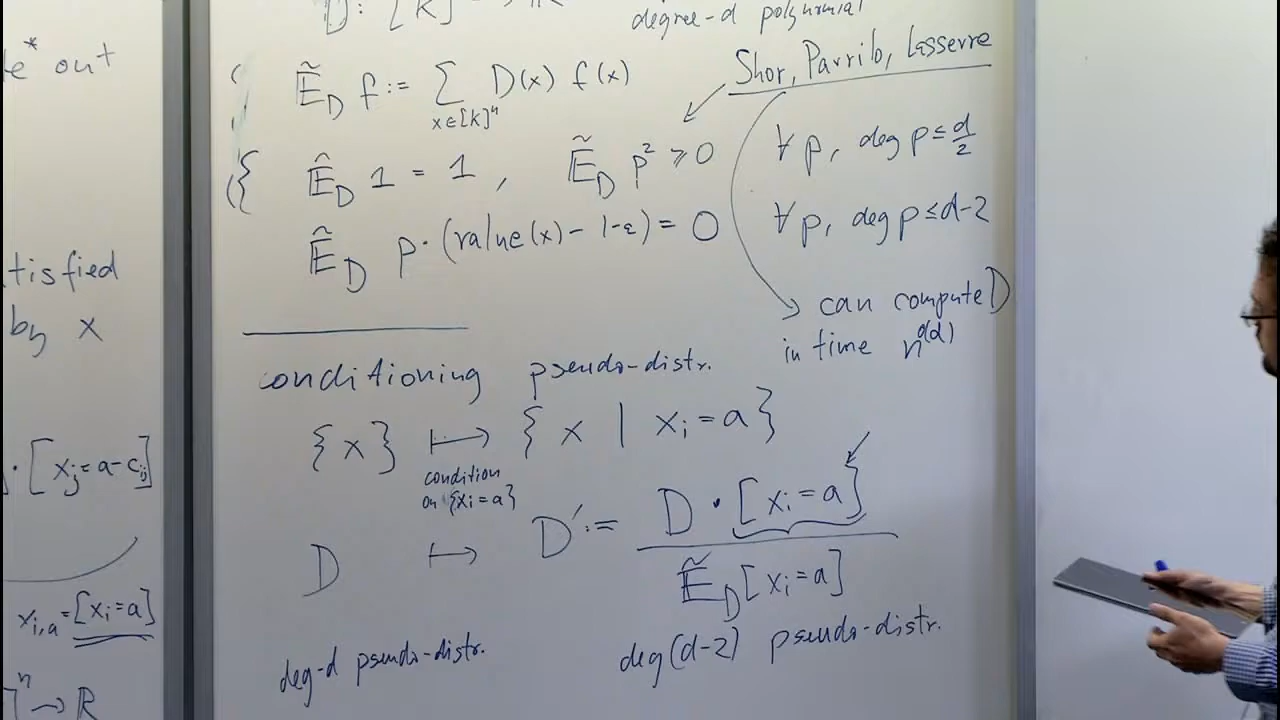 e* out
tisfied
by x
· [x_j = a - c_ij]
x_{i,a} = [x_i = a]
]^n → ℝ
D: [k]
degree-d polynomial
Ẽ_D f := ∑_{x∈[k]^n} D(x) f(x)
Shor, Parrilo, Lasserre
Ẽ_D 1 = 1 , Ẽ_D p² ⩾ 0 ∀ p, deg p ≤ d/2
Ẽ_D p · (value(x) - 1-ε) = 0 ∀ p, deg p ≤ d-2
can compute D
in time n^{O(d)}
conditioning pseudo-distr.
{x} ↦ { x | x_i = a }
condition
on {x_i = a}
D ↦ D' := D · [x_i = a] / Ẽ_D [x_i = a]
deg-d pseudo-distr. deg(d-2) pseudo-distr.